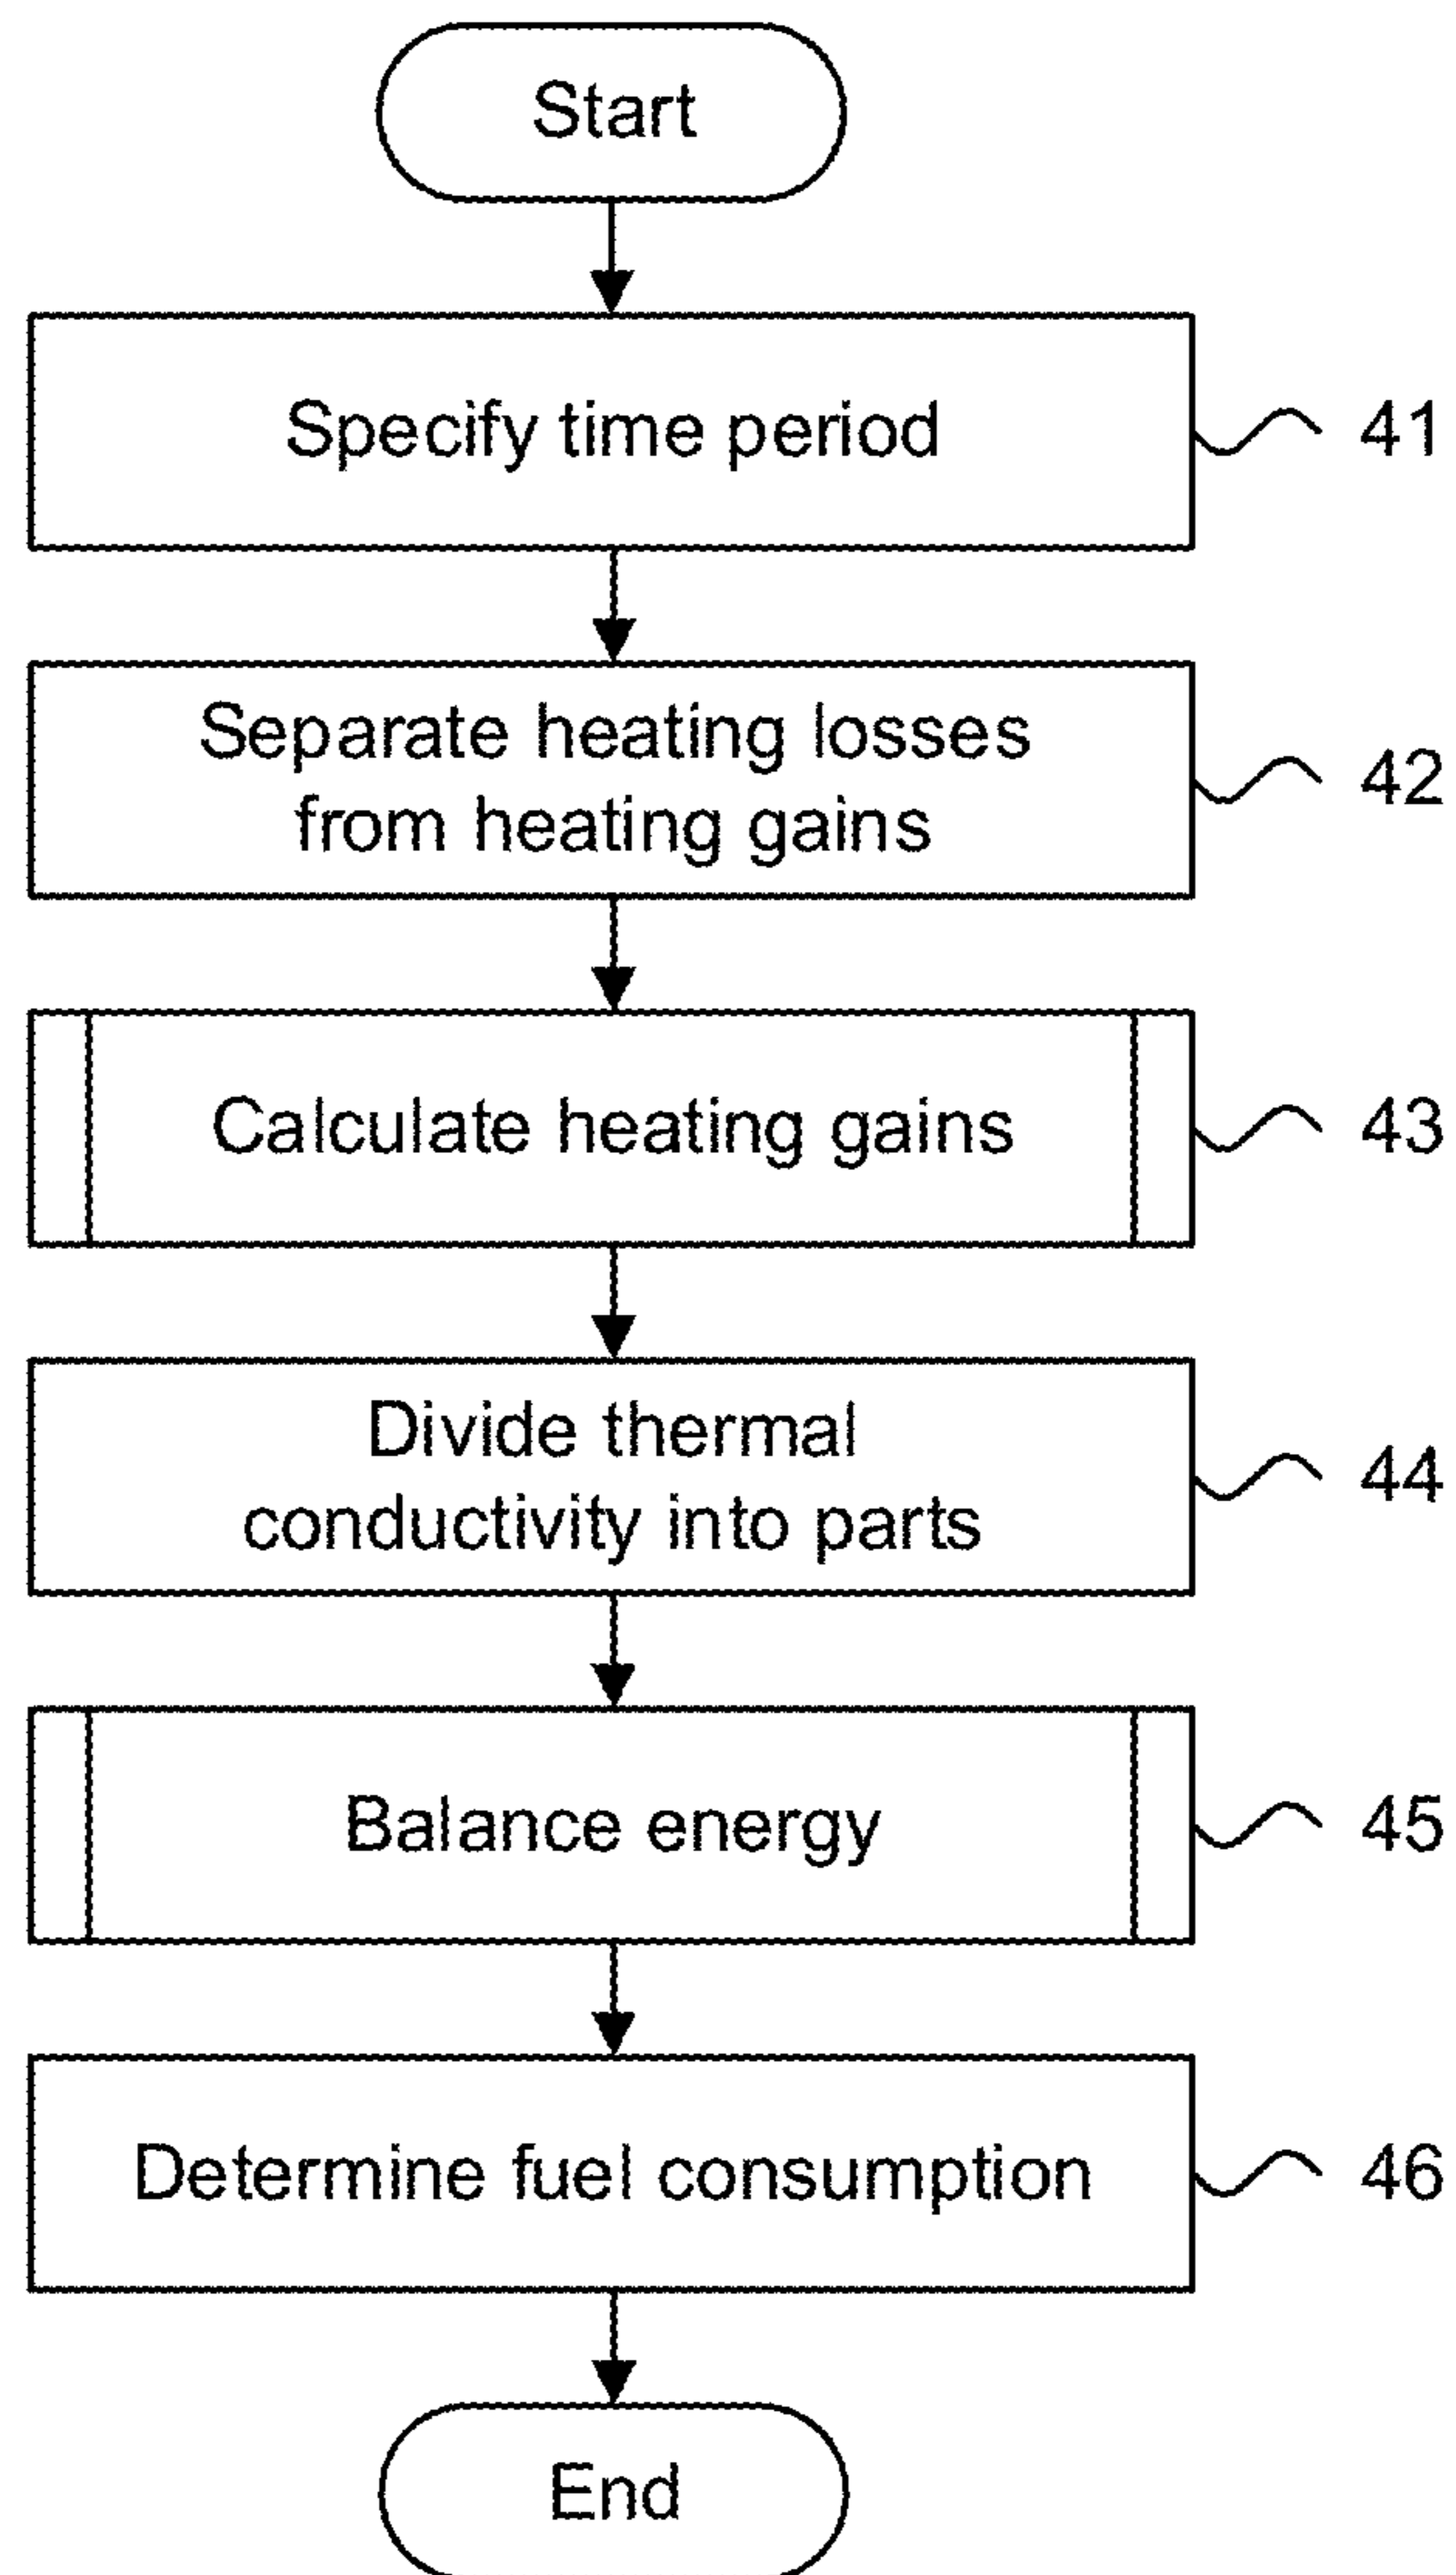 Start
Specify time period
41
Separate heating losses
from heating gains
42
Calculate heating gains
43
Divide thermal
conductivity into parts
44
Balance energy
45
Determine fuel consumption
46
End